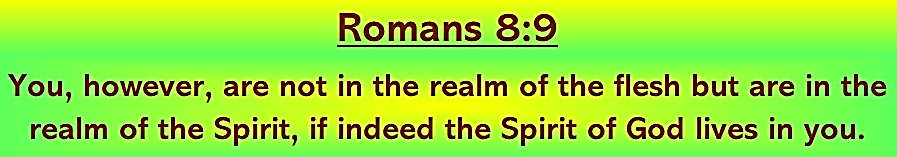 Romans 8:9
You, however, are not in the realm of the flesh but are in the
realm of the Spirit, if indeed the Spirit of God lives in you.